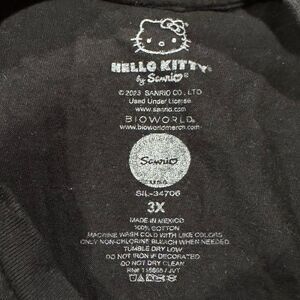 HELLO KITTY®
by Sanrio®
© 2023 SANRIO CO., LTD.
Used Under License
www.sanrio.com
BIOWORLD®
www.bioworldmerch.com
Sanrio
USA
SIL-34706
3X
MADE IN MEXICO
100% COTTON
MACHINE WASH COLD WITH LIKE COLORS
ONLY NON-CHLORINE BLEACH WHEN NEEDED.
TUMBLE DRY LOW
DO NOT IRON IF DECORATED
DO NOT DRY CLEAN